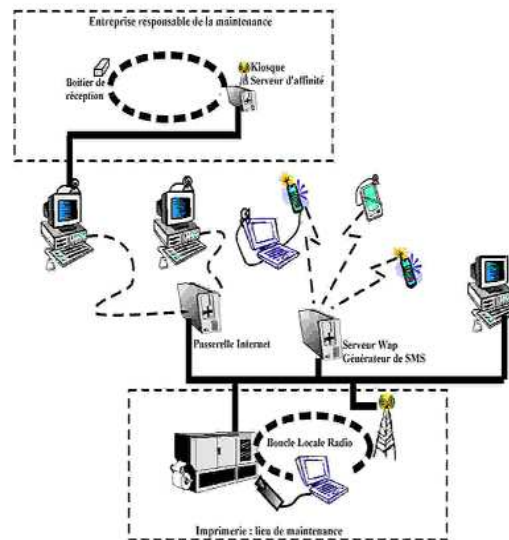 Entreprise responsable de la maintenance
Boitier de
réception
Kiosque
Serveur d'affinité
Passerelle Internet
Serveur Wap
Générateur de SMS
Boucle Locale Radio
Imprimerie : lieu de maintenance